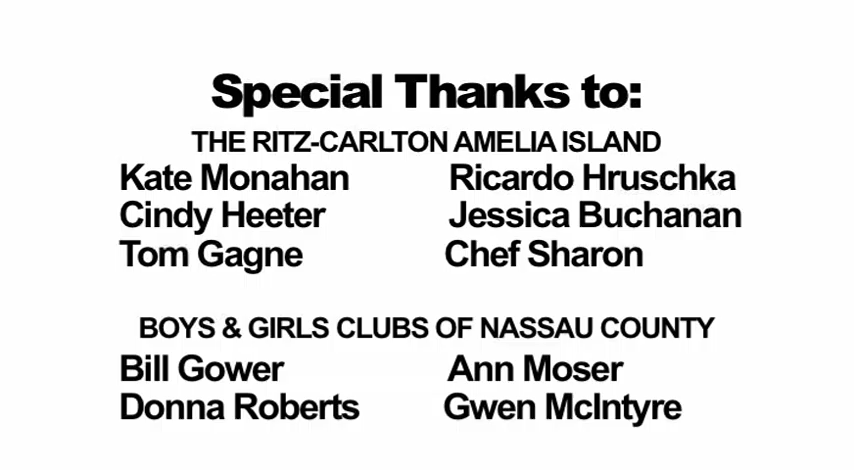 Special Thanks to:
THE RITZ-CARLTON AMELIA ISLAND
Kate Monahan Ricardo Hruschka
Cindy Heeter Jessica Buchanan
Tom Gagne Chef Sharon
BOYS & GIRLS CLUBS OF NASSAU COUNTY
Bill Gower Ann Moser
Donna Roberts Gwen McIntyre